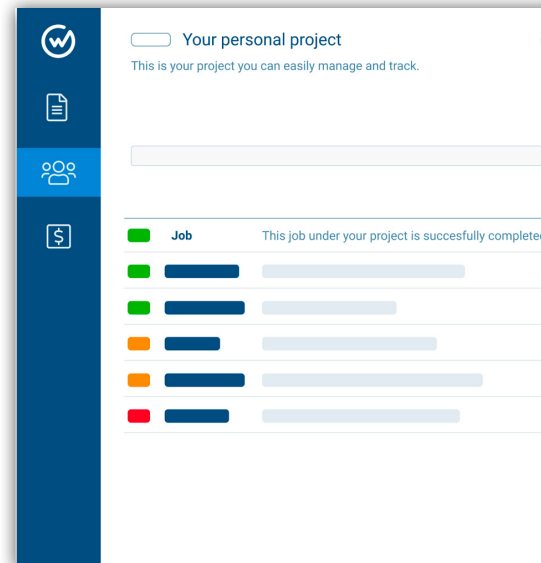 Your personal project
This is your project you can easily manage and track.
Job This job under your project is succesfully completed